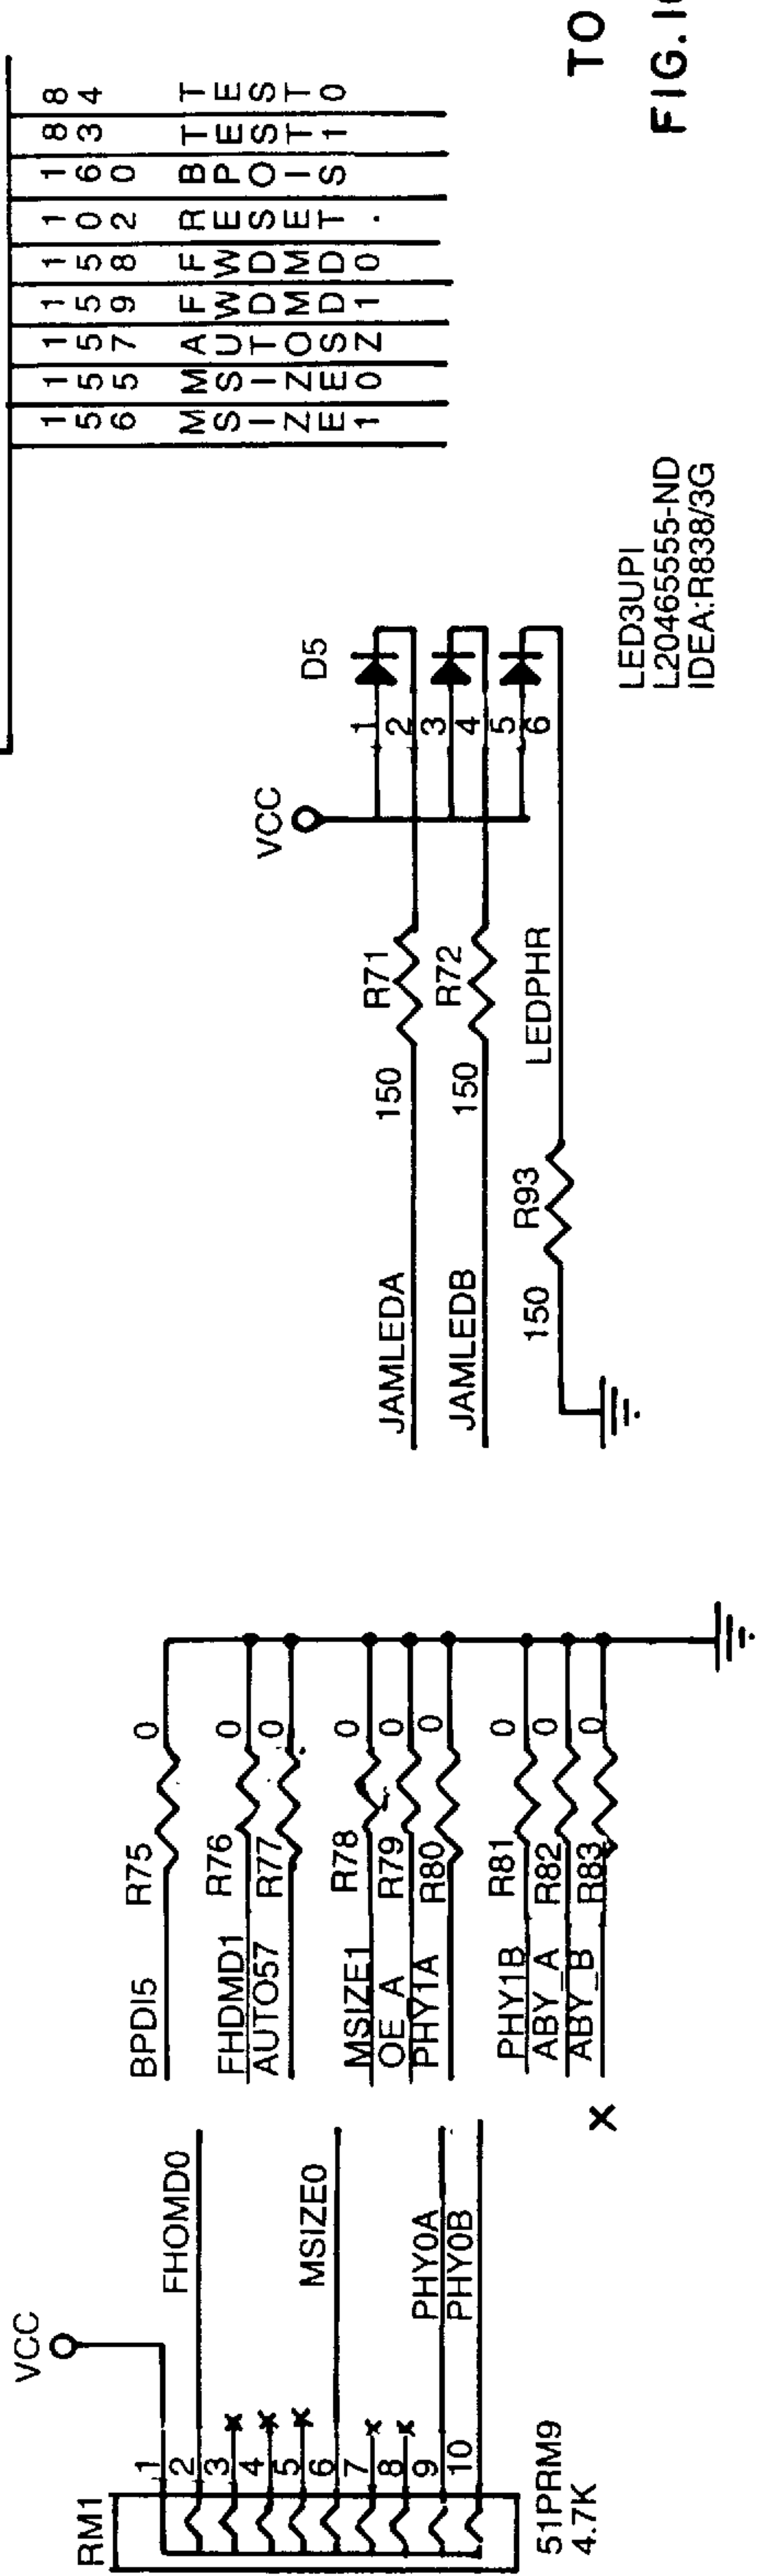 RM1
VCC
1
2
3
4
5
6
7
8
9
10
51PRM9
4.7K
FHOMD0
MSIZE0
PHY0A
PHY0B
X
BPDI5 R75 0
FHDMD1 R76 0
AUTO57 R77 0
MSIZE1 R78 0
OE_A R79 0
PHY1A R80 0
PHY1B R81 0
ABY_A R82 0
ABY_B R83 0
VCC
D5
JAMLEDA 150 R71
JAMLEDB 150 R72
150 R93 LEDPHR
1
2
3
4
5
6
LED3UPI
L20465555-ND
IDEA:R838/3G
156 MSIZE1
155 MSIZE0
157 AUTOSZ
159 FWDMD1
158 FWDMD0
102 RESET.
160 BPOIS
83 TEST1
84 TEST0
TO